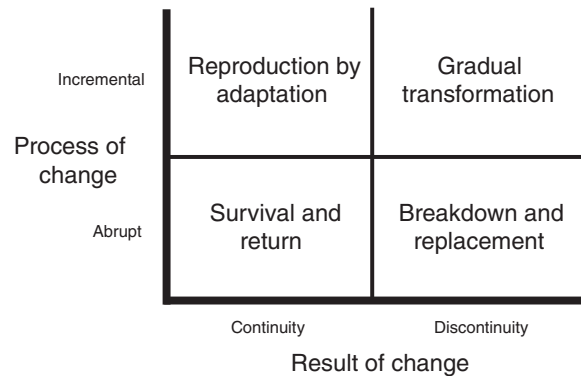 Incremental
Reproduction by
adaptation
Gradual
transformation
Process of
change
Abrupt
Survival and
return
Breakdown and
replacement
Continuity
Discontinuity
Result of change